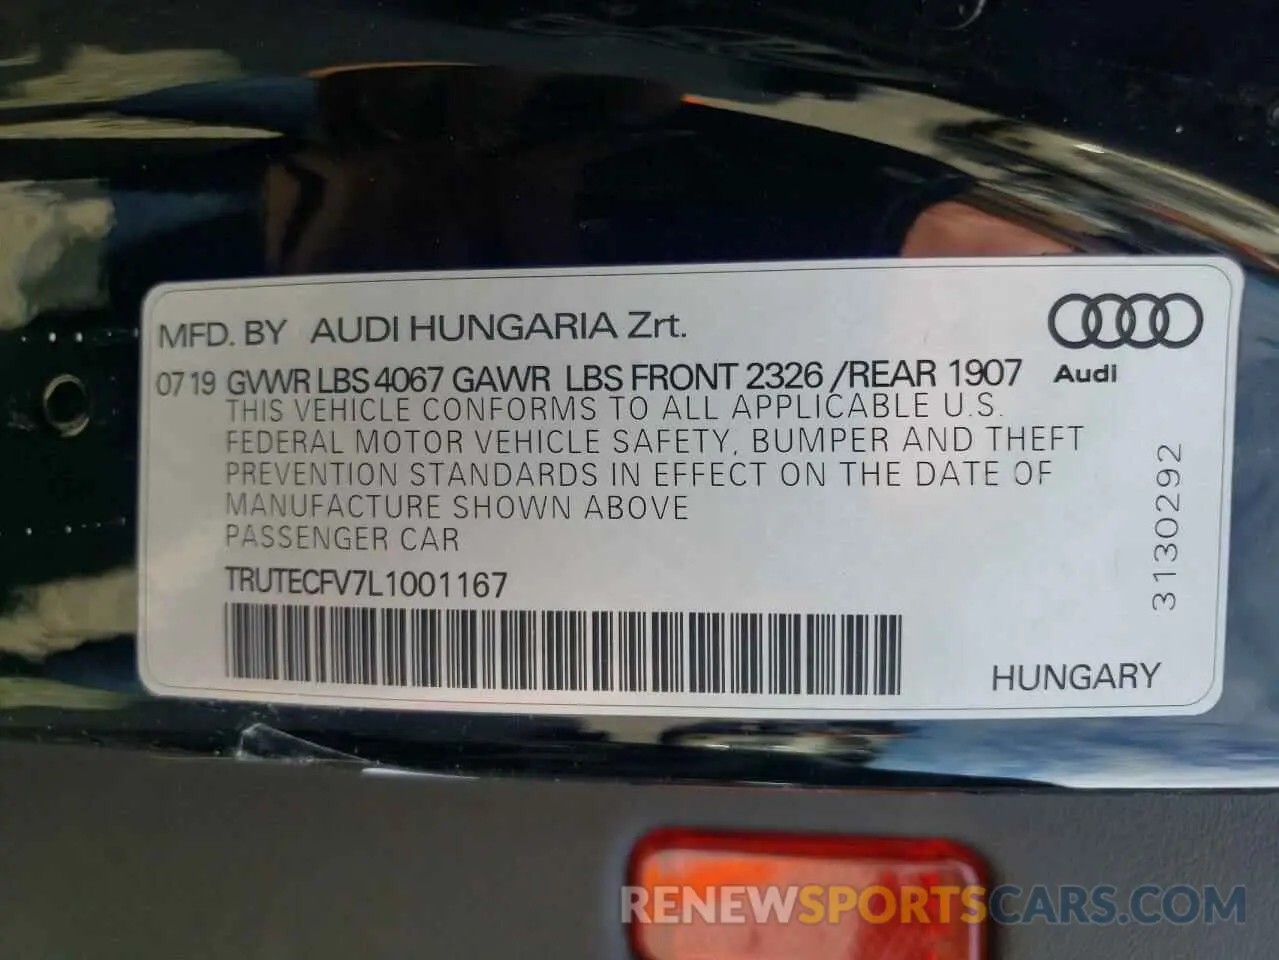 MFD. BY AUDI HUNGARIA Zrt.
07 19 GVWR LBS 4067 GAWR LBS FRONT 2326 /REAR 1907
Audi
THIS VEHICLE CONFORMS TO ALL APPLICABLE U.S.
FEDERAL MOTOR VEHICLE SAFETY, BUMPER AND THEFT
PREVENTION STANDARDS IN EFFECT ON THE DATE OF
MANUFACTURE SHOWN ABOVE
PASSENGER CAR
TRUTECFV7L1001167
3130292
HUNGARY
RENEWSPORTSCARS.COM